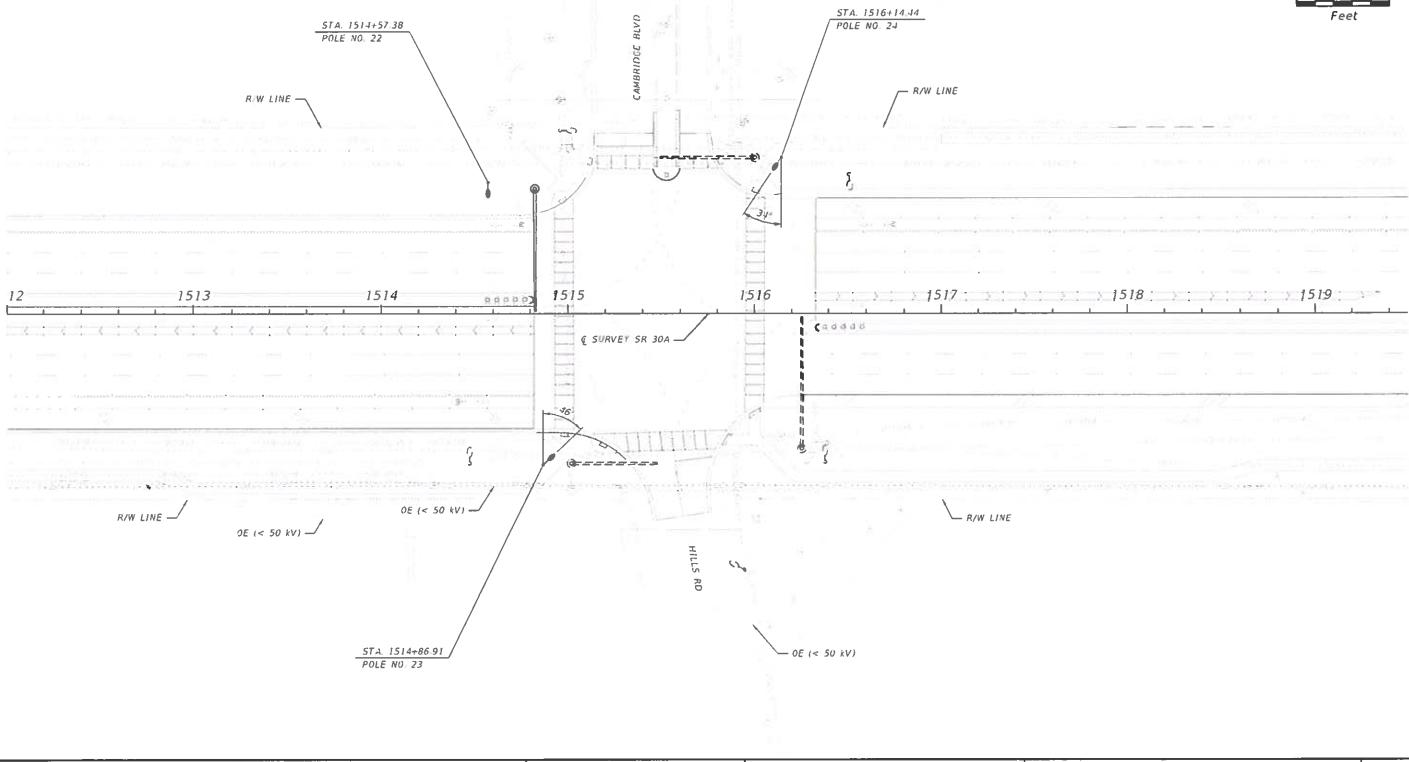 STA. 1514+57.38
POLE NO. 22
CAMBRIDGE BLVD
STA. 1516+14.44
POLE NO. 24
Feet
R/W LINE
R/W LINE
34°
12
1513
1514
1515
1516
1517
1518
1519
℄ SURVEY SR 30A
46
OE (< 50 kV)
R/W LINE
OE (< 50 kV)
R/W LINE
HILLS RD
STA. 1514+86.91
POLE NO. 23
OE (< 50 kV)